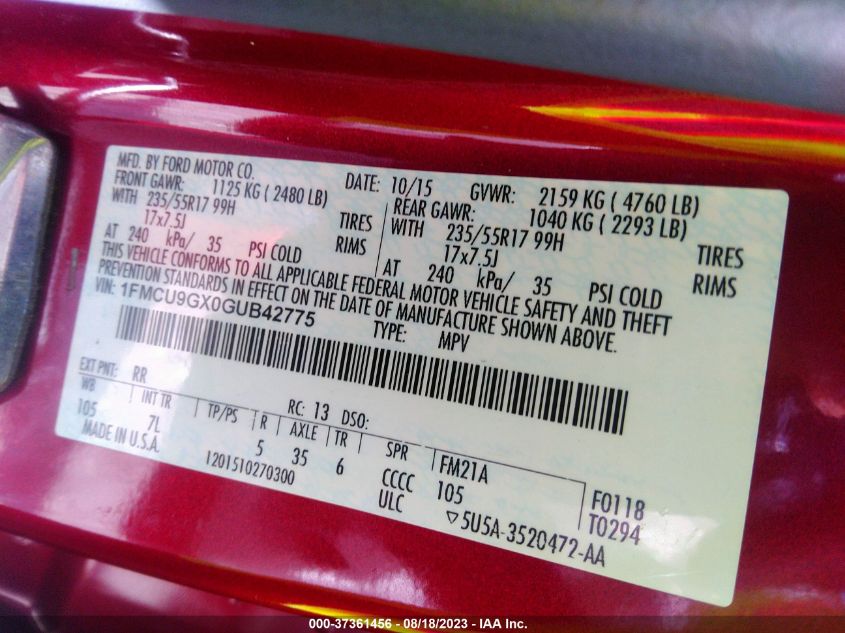 MFD. BY FORD MOTOR CO.
DATE: 10/15 GVWR: 2159 KG ( 4760 LB)
FRONT GAWR: 1125 KG ( 2480 LB) REAR GAWR: 1040 KG ( 2293 LB)
WITH 235/55R17 99H TIRES WITH 235/55R17 99H TIRES
17x7.5J RIMS 17x7.5J RIMS
AT 240 kPa/ 35 PSI COLD AT 240 kPa/ 35 PSI COLD
THIS VEHICLE CONFORMS TO ALL APPLICABLE FEDERAL MOTOR VEHICLE SAFETY AND THEFT
PREVENTION STANDARDS IN EFFECT ON THE DATE OF MANUFACTURE SHOWN ABOVE.
VIN: 1FMCU9GX0GUB42775
TYPE: MPV
EXT PNT: RR RC: 13 DSO:
WB INT TR TP/PS R AXLE TR SPR FM21A
105 7L 5 35 6 CCCC 105 F0118
MADE IN U.S.A. 1201510270300 ULC T0294
▽5U5A-3520472-AA
000-37361456 - 08/18/2023 - IAA Inc.